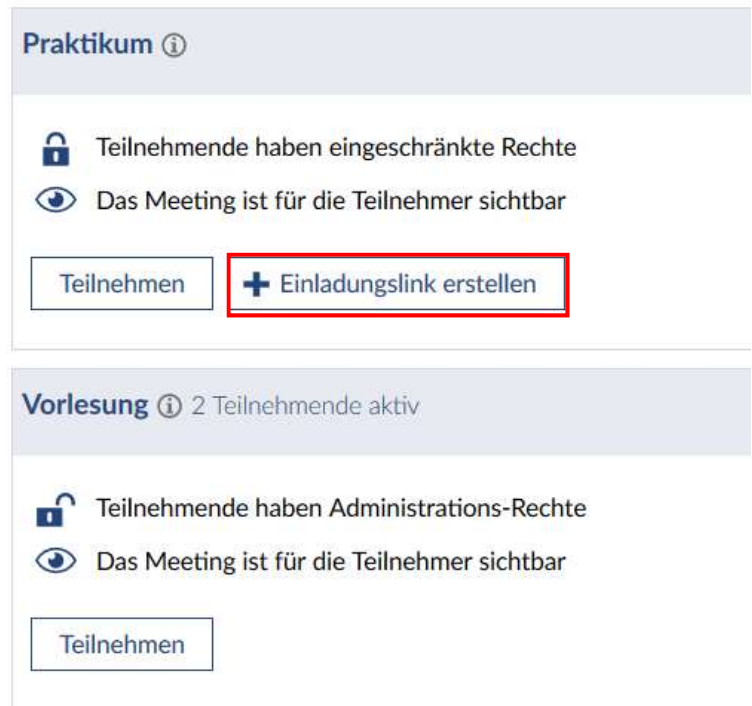 Praktikum
Teilnehmende haben eingeschränkte Rechte
Das Meeting ist für die Teilnehmer sichtbar
Teilnehmen + Einladungslink erstellen
Vorlesung 2 Teilnehmende aktiv
Teilnehmende haben Administrations-Rechte
Das Meeting ist für die Teilnehmer sichtbar
Teilnehmen